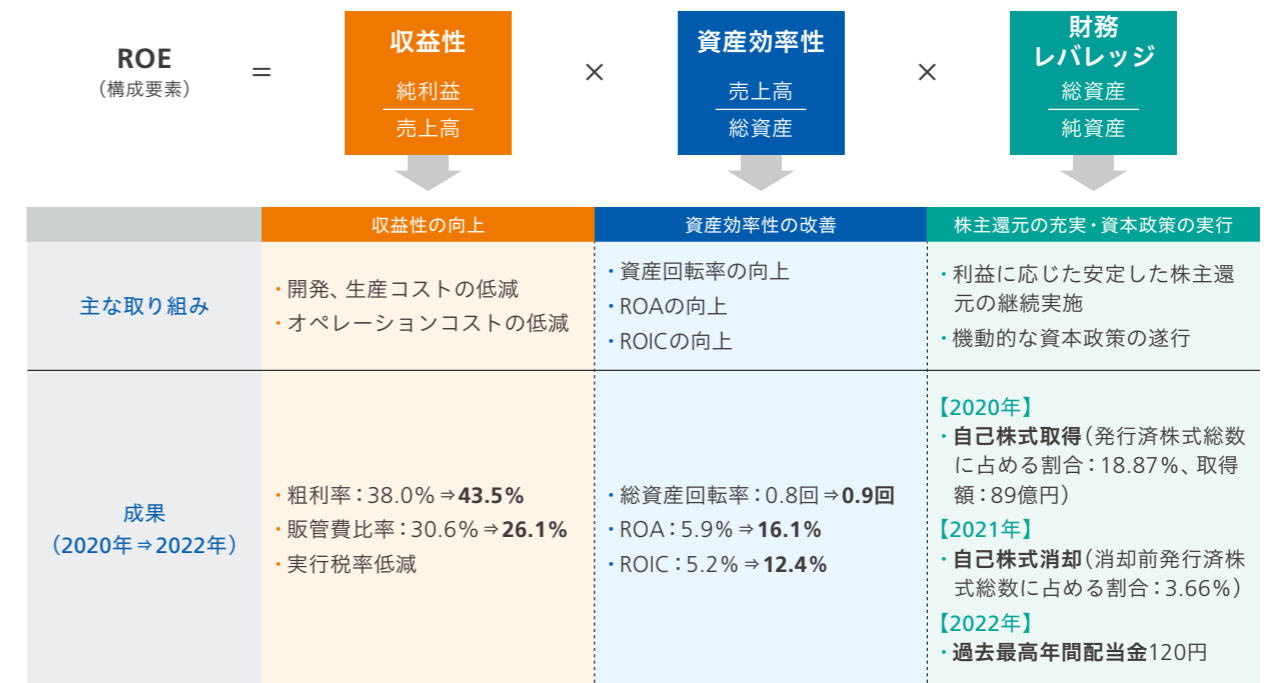 ROE
(構成要素)
=
収益性
純利益
売上高
×
資産効率性
売上高
総資産
×
財務
レバレッジ
総資産
純資産
収益性の向上
資産効率性の改善
株主還元の充実・資本政策の実行
主な取り組み
・開発、生産コストの低減
・オペレーションコストの低減
・資産回転率の向上
・ROAの向上
・ROICの向上
・利益に応じた安定した株主還
元の継続実施
・機動的な資本政策の遂行
成果
(2020年⇒2022年)
・粗利率：38.0%⇒43.5%
・販管費比率：30.6%⇒26.1%
・実行税率低減
・総資産回転率：0.8回⇒0.9回
・ROA：5.9%⇒16.1%
・ROIC：5.2%⇒12.4%
【2020年】
・自己株式取得（発行済株式総数
に占める割合：18.87%、取得
額：89億円）
【2021年】
・自己株式消却（消却前発行済株
式総数に占める割合：3.66%）
【2022年】
・過去最高年間配当金120円